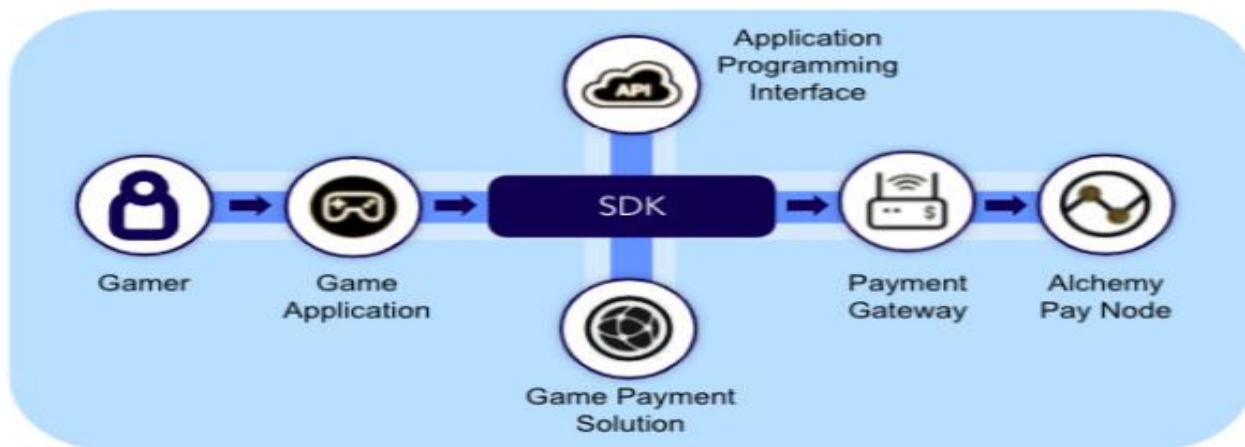 Application
Programming
Interface
API
SDK
$
Gamer
Game
Application
Payment
Gateway
Alchemy
Pay Node
Game Payment
Solution